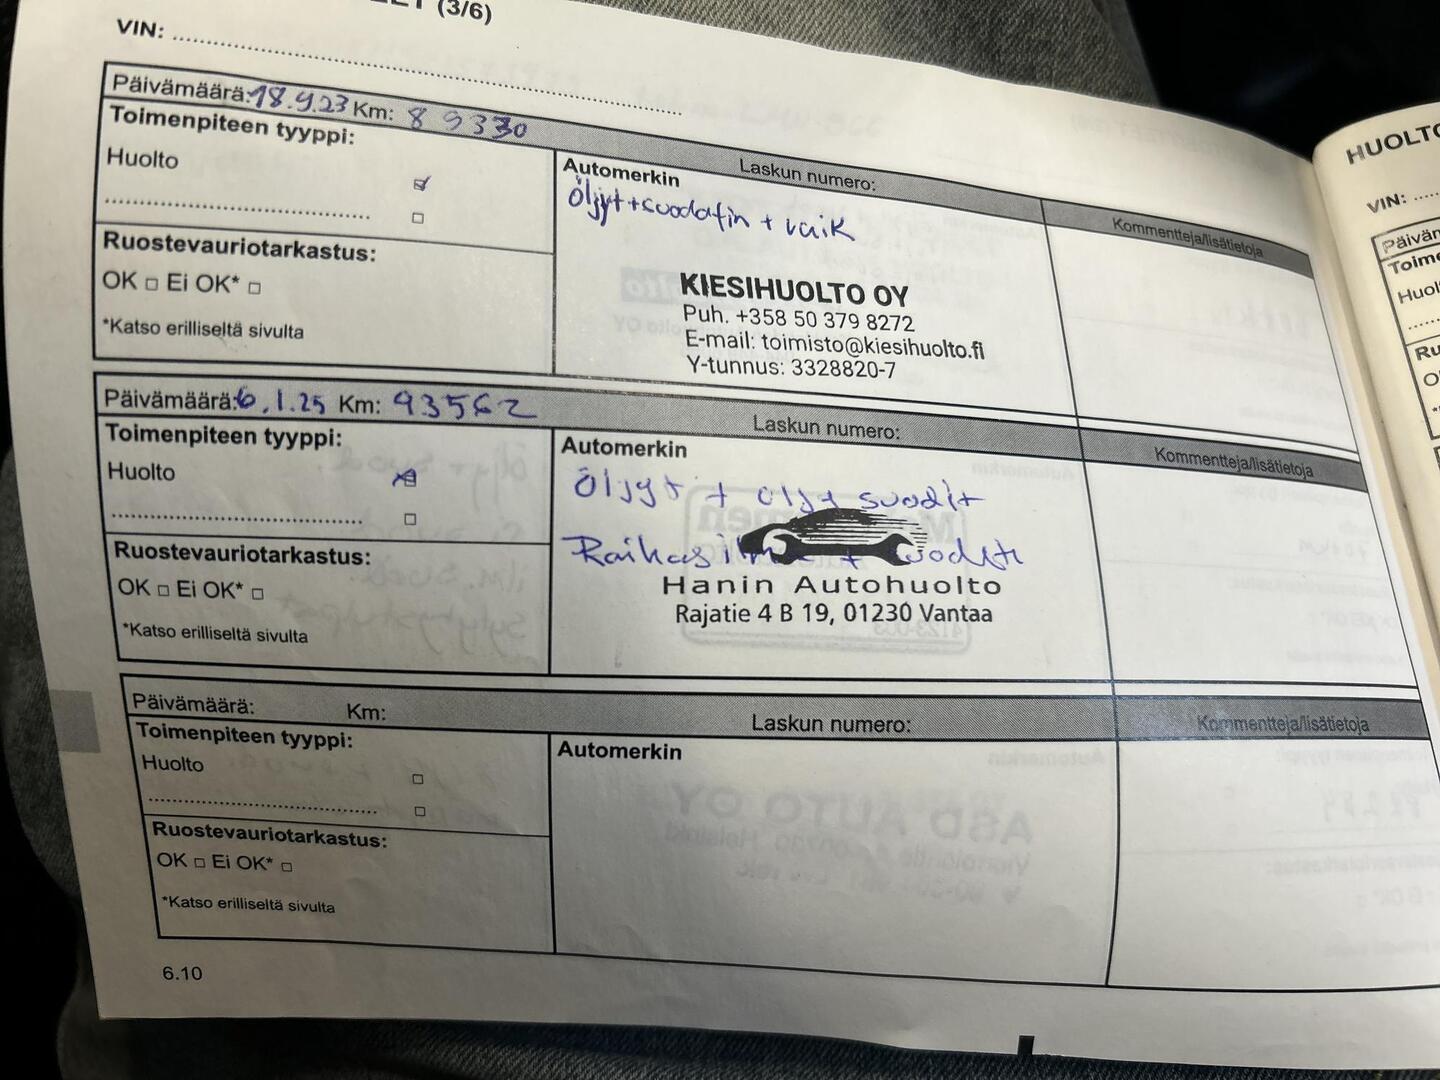 (3/6)
VIN:
Päivämäärä: 18.9.23 Km: 89330
Laskun numero:
Kommentteja/lisätietoja
Toimenpiteen tyyppi:
Huolto
Automerkin
Öljyt+suodatin + vaik
Ruostevauriotarkastus:
OK □ Ei OK* □
*Katso erilliseltä sivulta
KIESIHUOLTO OY
Puh. +358 50 379 8272
E-mail: toimisto@kiesihuolto.fi
Y-tunnus: 3328820-7
Päivämäärä: 6.1.25 Km: 93562
Laskun numero:
Kommentteja/lisätietoja
Toimenpiteen tyyppi:
Huolto
Automerkin
Öljyt + öljy suodit
Raikasilma +
Ruostevauriotarkastus:
OK □ Ei OK* □
*Katso erilliseltä sivulta
Hanin Autohuolto
Rajatie 4 B 19, 01230 Vantaa
Päivämäärä: Km:
Laskun numero:
Kommentteja/lisätietoja
Toimenpiteen tyyppi:
Huolto
Automerkin
Ruostevauriotarkastus:
OK □ Ei OK* □
*Katso erilliseltä sivulta
6.10
HUOLTO
VIN: